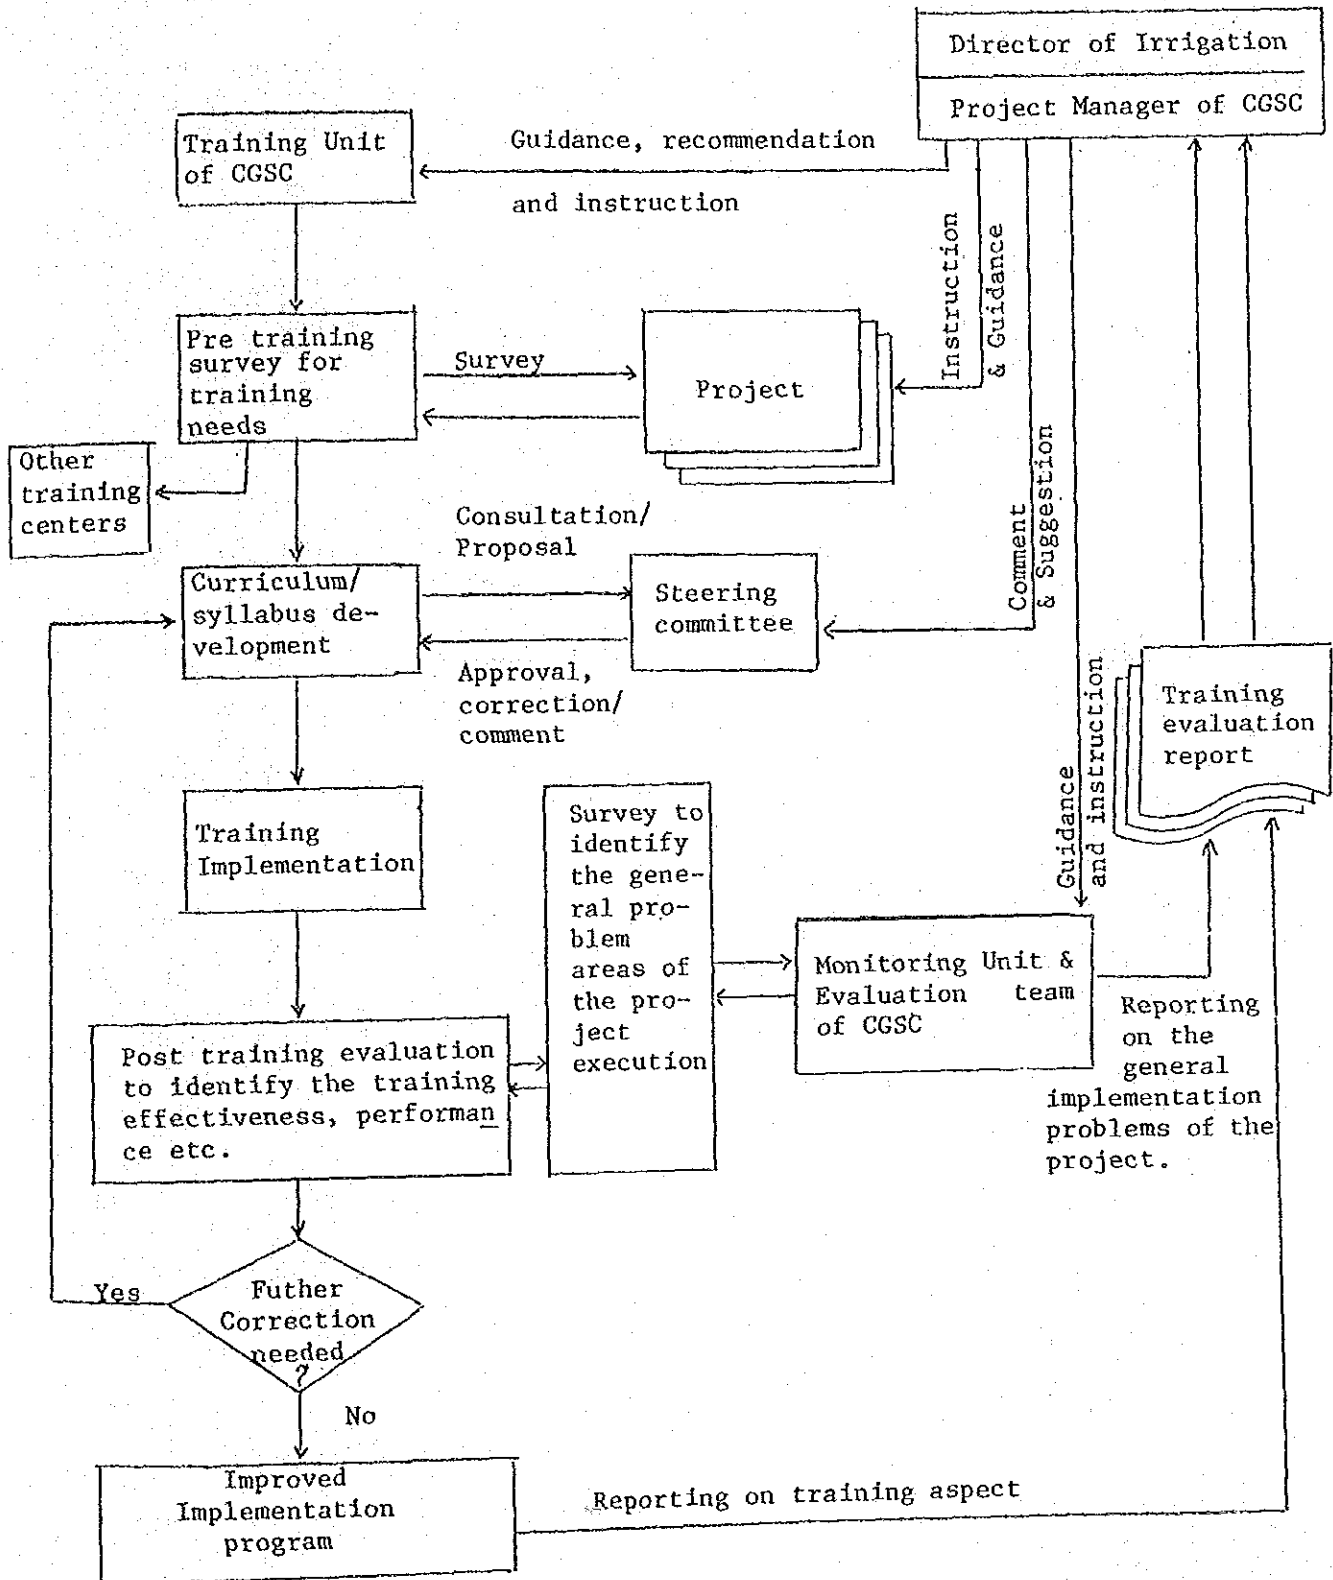 Director of Irrigation
Project Manager of CGSC
Training Unit
of CGSC
Guidance, recommendation
and instruction
Instruction
& Guidance
Pre training
survey for
training
needs
Survey
Project
Other
training
centers
Consultation/
Proposal
Comment
& Suggestion
Curriculum/
syllabus de-
velopment
Steering
committee
Approval,
correction/
comment
Guidance
and instruction
Training
evaluation
report
Training
Implementation
Survey to
identify
the gene-
ral pro-
blem
areas of
the pro-
ject
execution
Monitoring Unit &
Evaluation team
of CGSC
Reporting
on the
general
implementation
problems of the
project.
Post training evaluation
to identify the training
effectiveness, performan
ce etc.
Yes
Futher
Correction
needed
?
No
Improved
Implementation
program
Reporting on training aspect